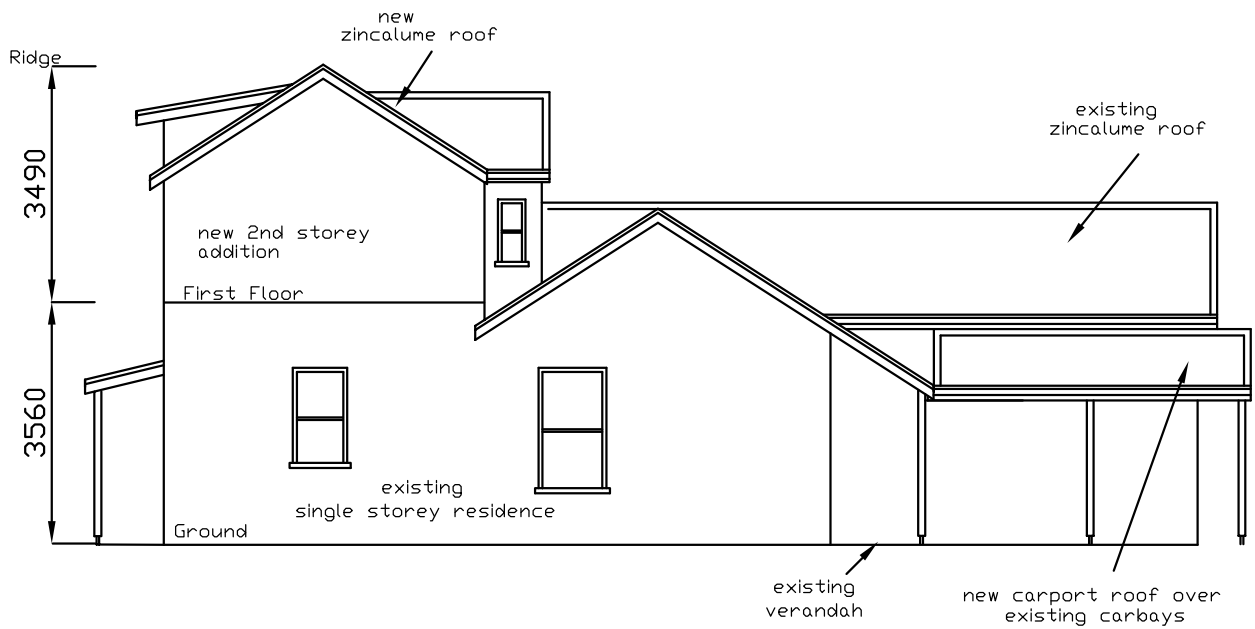 new
zincalume roof
Ridge
existing
zincalume roof
3490
new 2nd storey
addition
First Floor
3560
existing
single storey residence
Ground
existing
verandah
new carport roof over
existing carbays